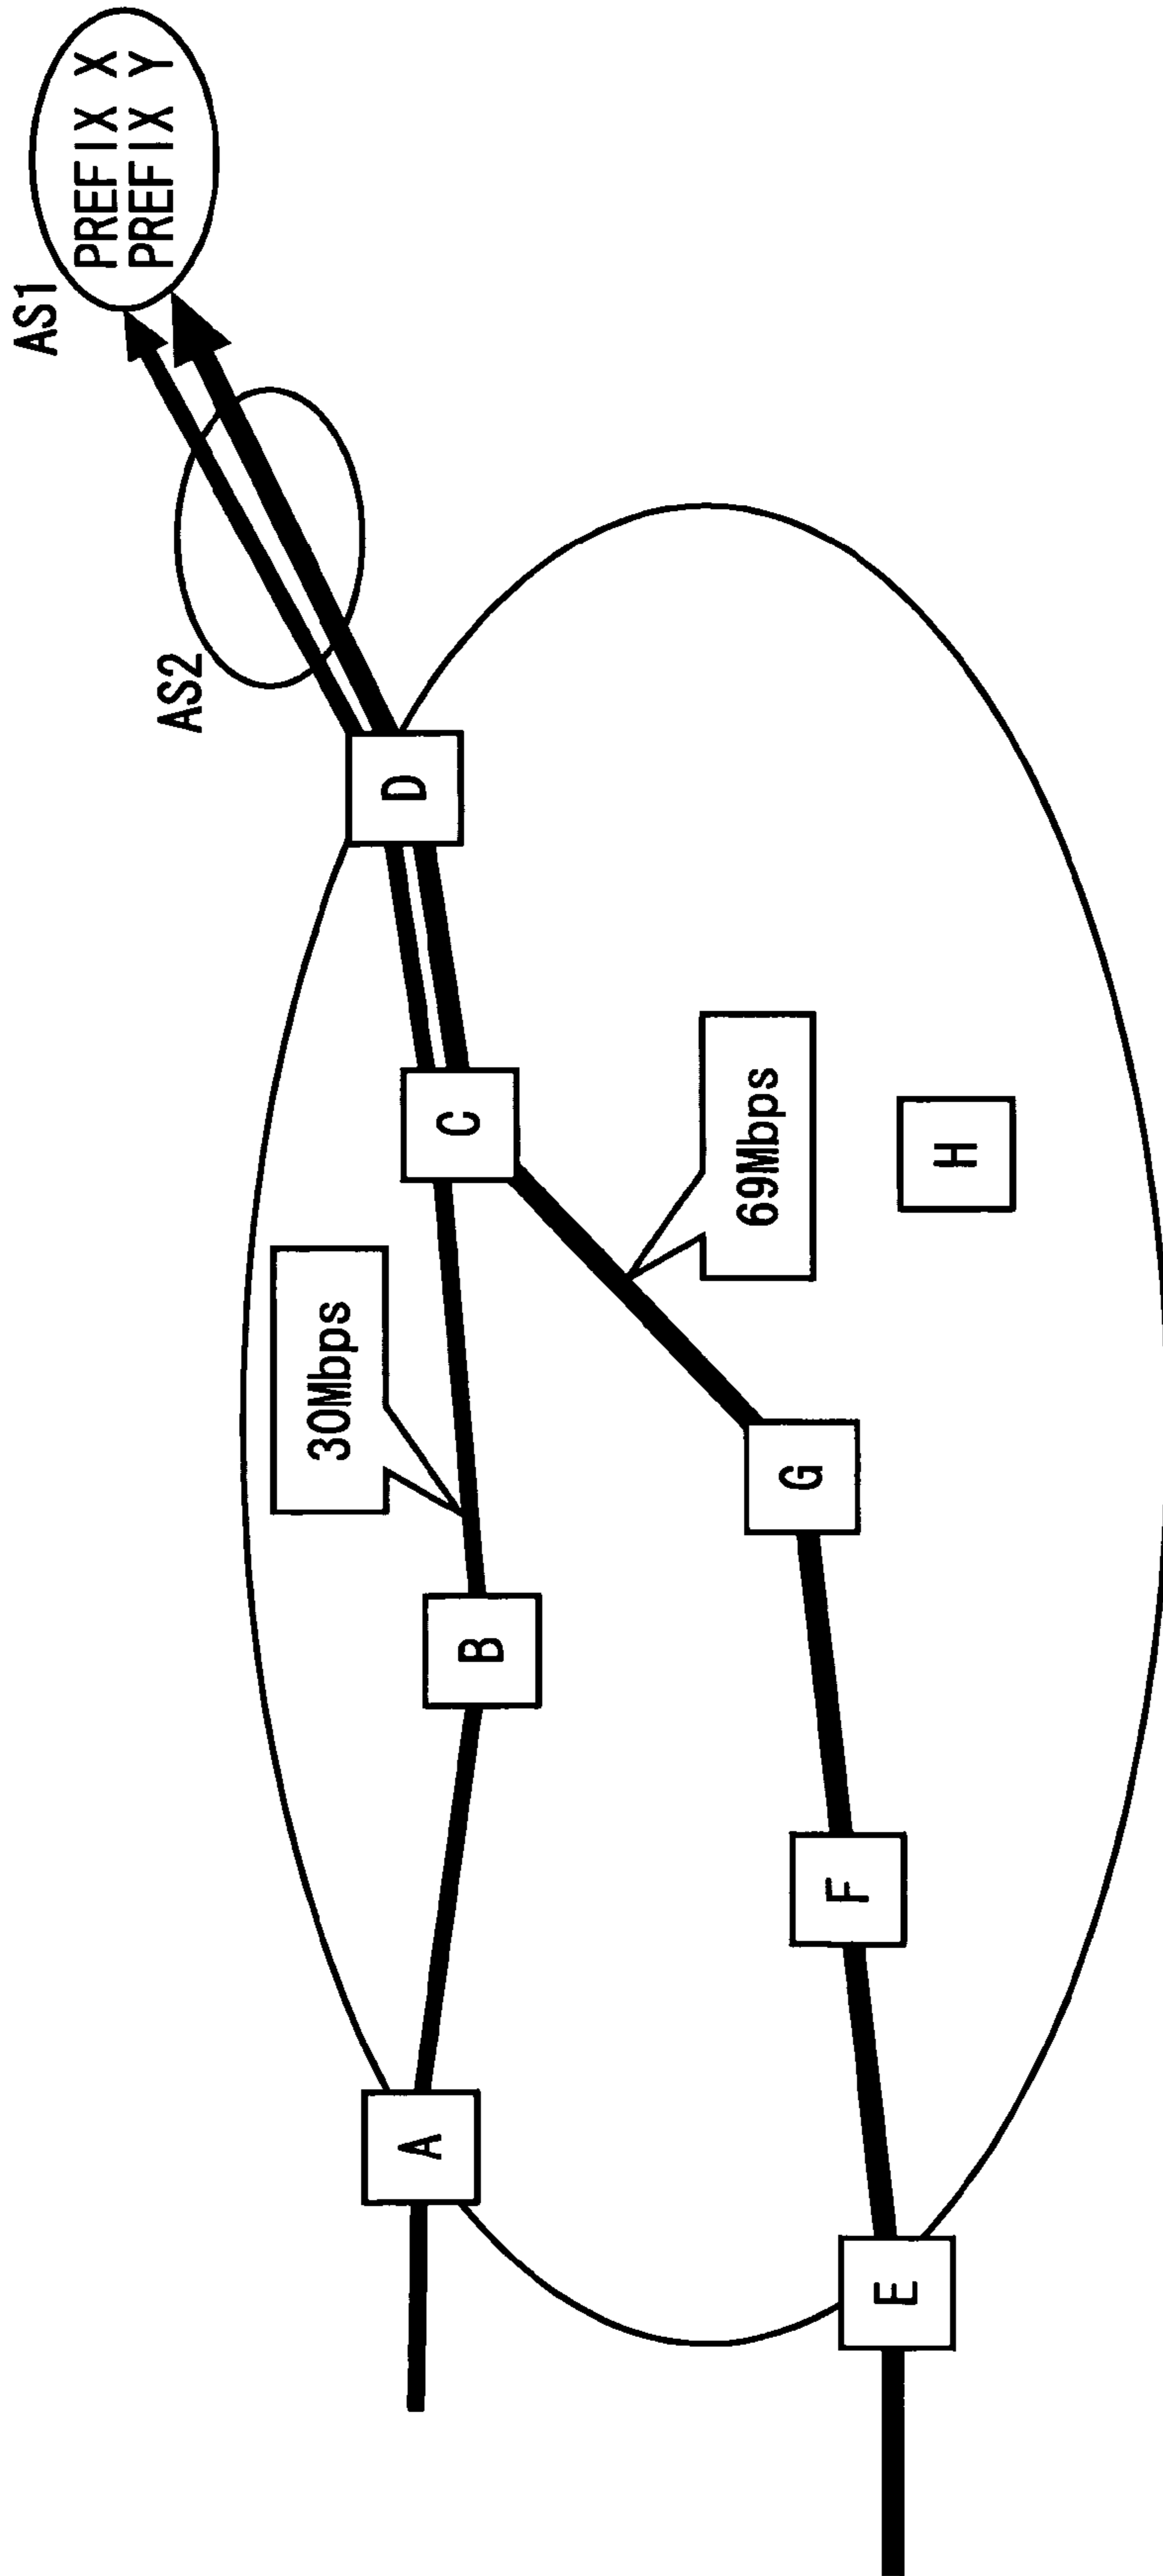 AS1
PREFIX X
PREFIX Y
AS2
D
30Mbps
C
B
69Mbps
A
G
H
F
E